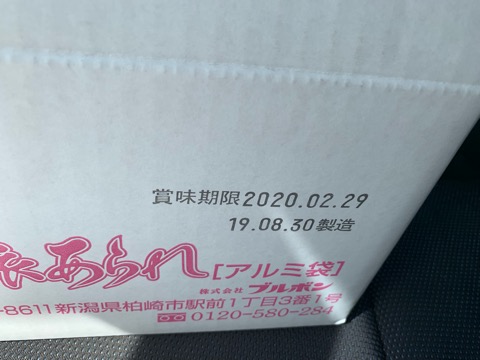 賞味期限2020.02.29
19.08.30製造
あられ[アルミ袋]
株式会社ブルボン
-8611新潟県柏崎市駅前1丁目3番1号
0120-580-284